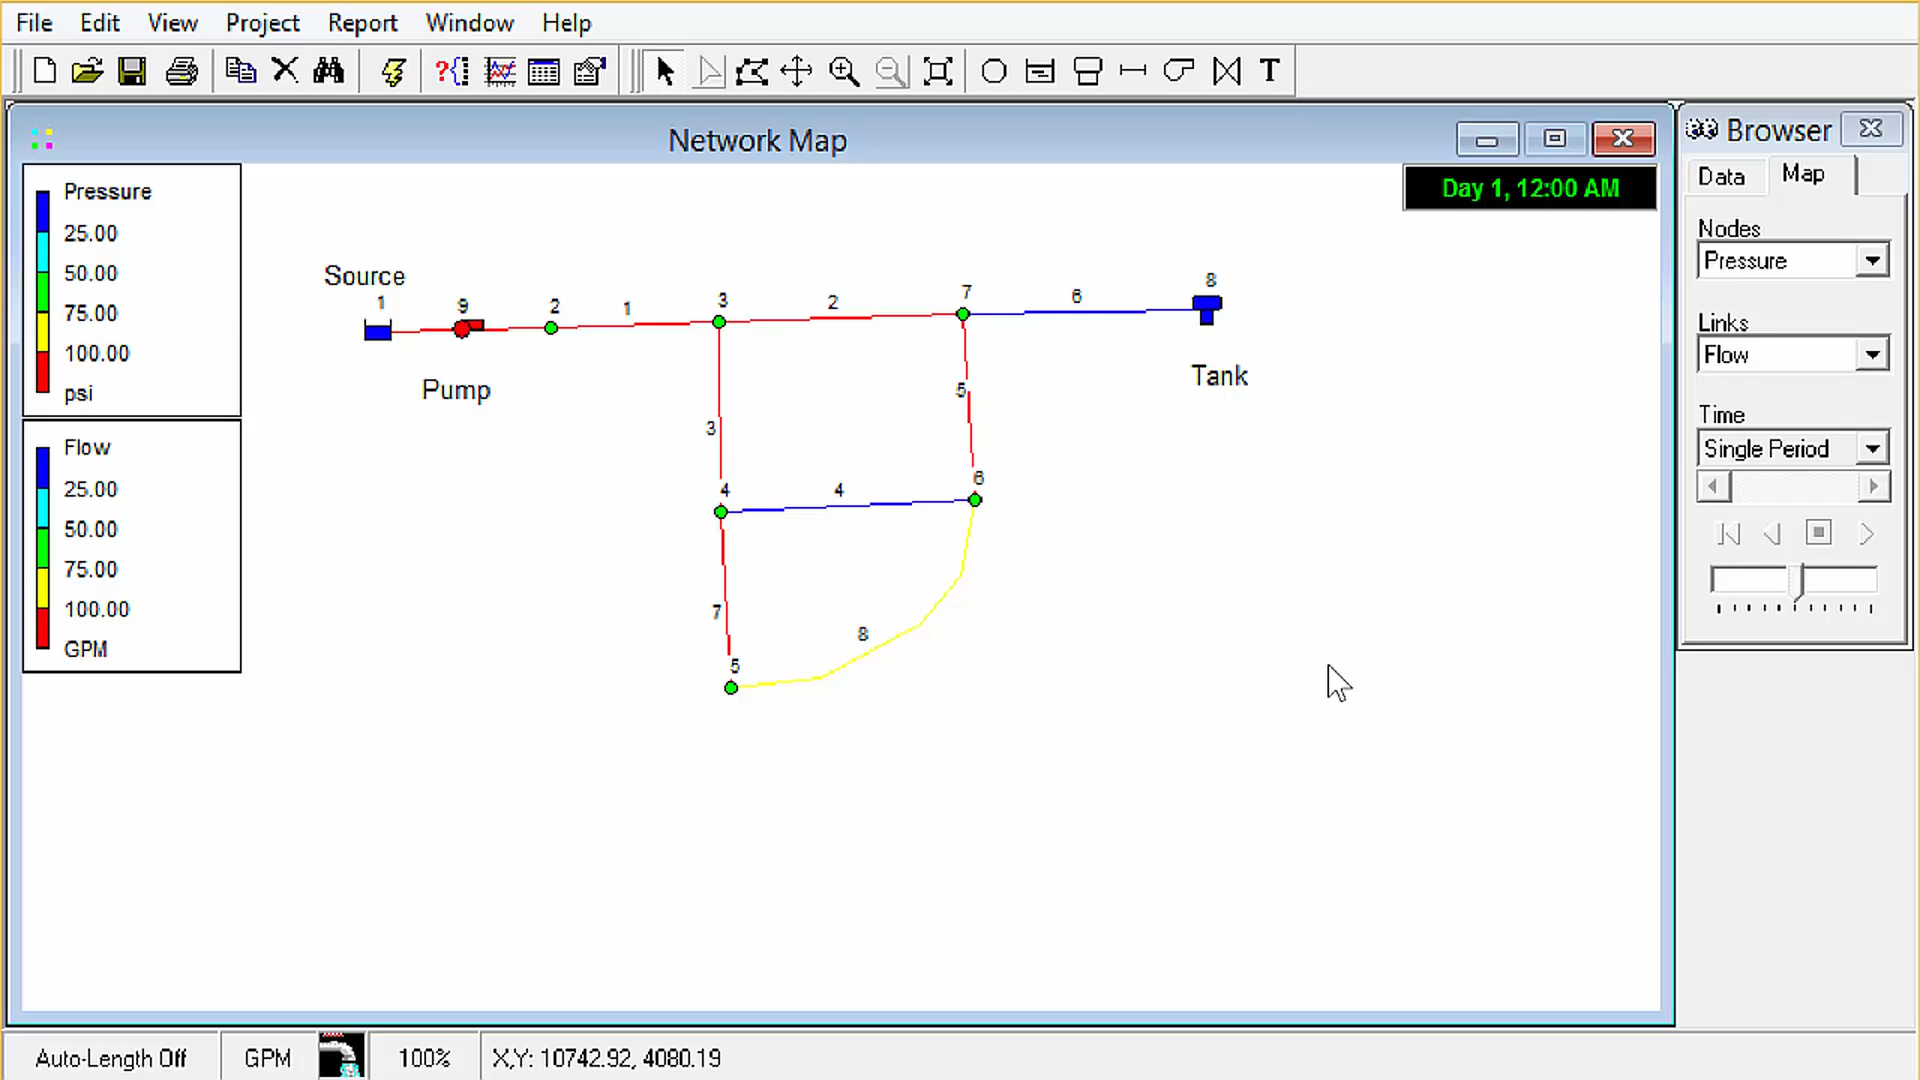 File Edit View Project Report Window Help
T
Network Map
Browser
Data Map
Day 1, 12:00 AM
Pressure
25.00
50.00
75.00
100.00
psi
Flow
25.00
50.00
75.00
100.00
GPM
Source
1
9
2
1
3
2
7
6
8
Pump
Tank
5
3
6
4
4
7
8
5
Nodes
Pressure
Links
Flow
Time
Single Period
Auto-Length Off GPM 100% X,Y: 10742.92, 4080.19